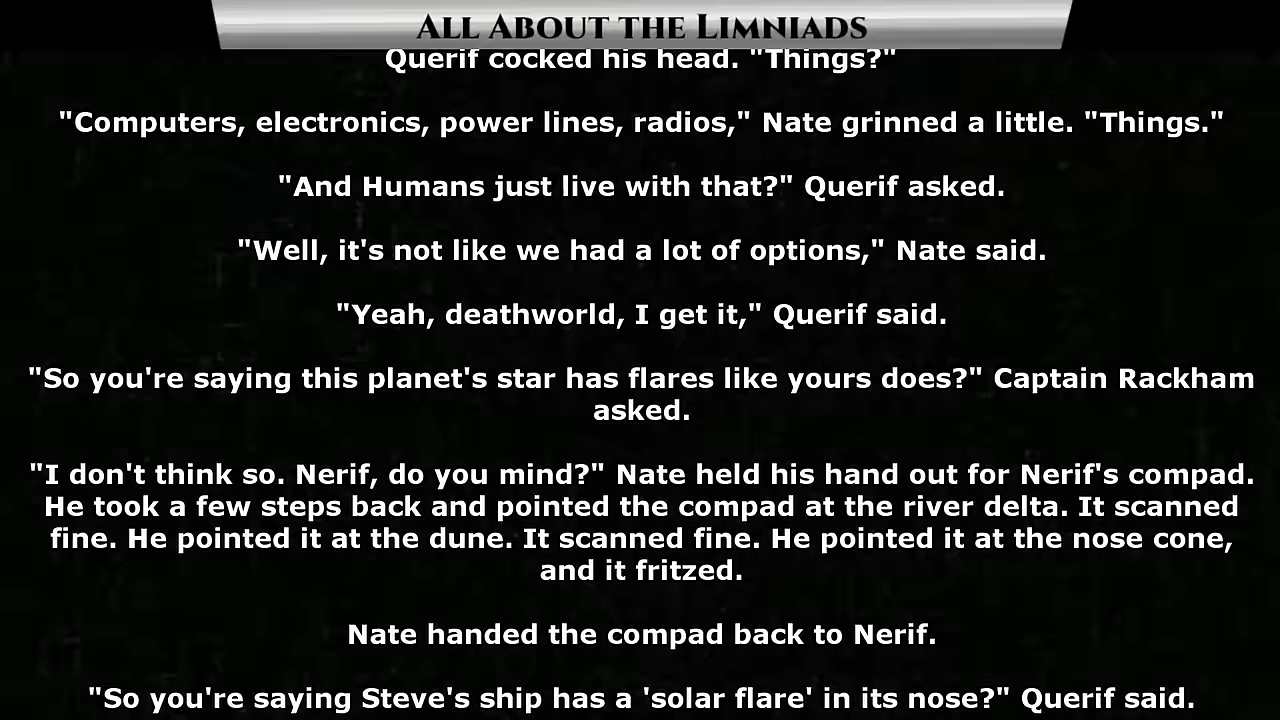 All About the Limniads
Querif cocked his head. "Things?"
"Computers, electronics, power lines, radios," Nate grinned a little. "Things."
"And Humans just live with that?" Querif asked.
"Well, it's not like we had a lot of options," Nate said.
"Yeah, deathworld, I get it," Querif said.
"So you're saying this planet's star has flares like yours does?" Captain Rackham
asked.
"I don't think so. Nerif, do you mind?" Nate held his hand out for Nerif's compad.
He took a few steps back and pointed the compad at the river delta. It scanned
fine. He pointed it at the dune. It scanned fine. He pointed it at the nose cone,
and it fritzed.
Nate handed the compad back to Nerif.
"So you're saying Steve's ship has a 'solar flare' in its nose?" Querif said.